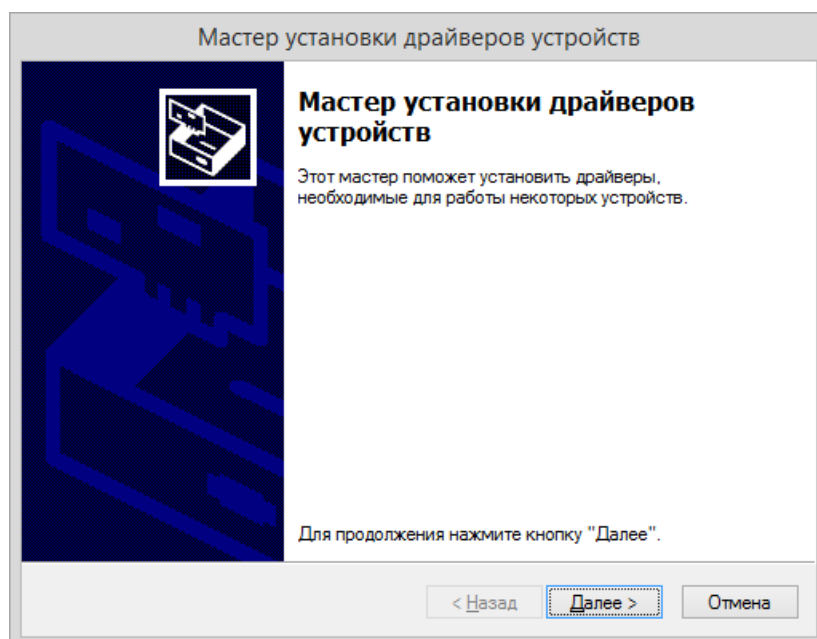 Мастер установки драйверов устройств
Мастер установки драйверов
устройств
Этот мастер поможет установить драйверы,
необходимые для работы некоторых устройств.
Для продолжения нажмите кнопку "Далее".
< Назад Далее > Отмена